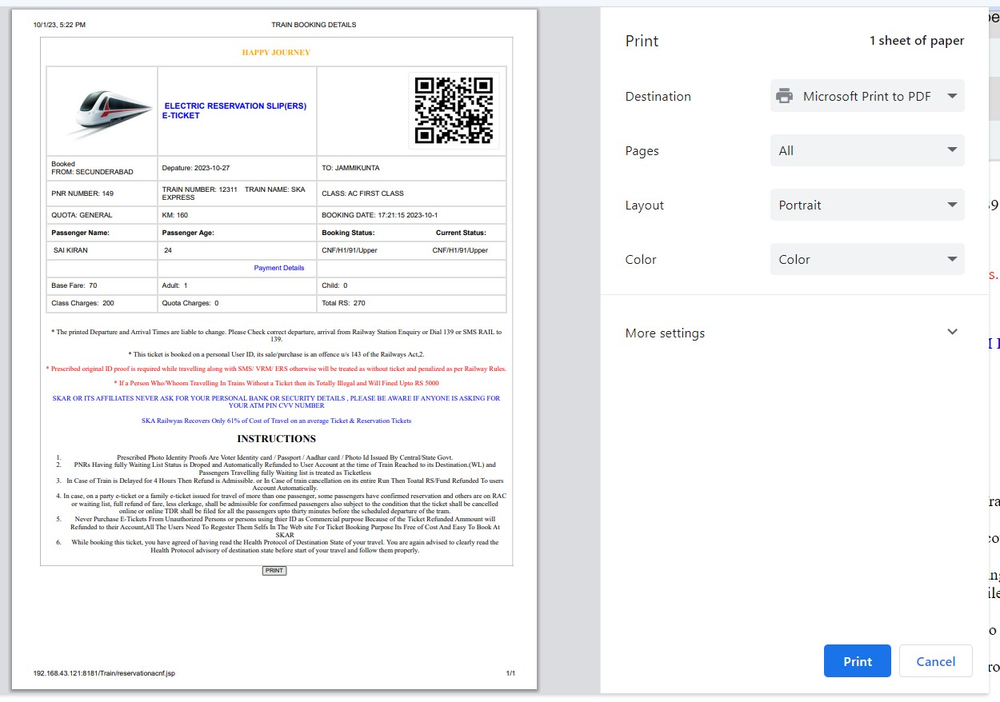 10/1/23, 5:22 PM TRAIN BOOKING DETAILS
HAPPY JOURNEY
ELECTRIC RESERVATION SLIP(ERS)
E-TICKET
Booked
FROM: SECUNDERABAD Depature: 2023-10-27 TO: JAMMIKUNTA
PNR NUMBER: 149 TRAIN NUMBER: 12311 TRAIN NAME: SKA
EXPRESS CLASS: AC FIRST CLASS
QUOTA: GENERAL KM: 160 BOOKING DATE: 17:21:15 2023-10-1
Passenger Name: Passenger Age: Booking Status: Current Status:
SAI KIRAN 24 CNF/H1/91/Upper CNF/H1/91/Upper
Payment Details
Base Fare: 70 Adult: 1 Child: 0
Class Charges: 200 Quota Charges: 0 Total RS: 270
* The printed Departure and Arrival Times are liable to change. Please Check correct departure, arrival from Railway Station Enquiry or Dial 139 or SMS RAIL to
139.
* This ticket is booked on a personal User ID, its sale/purchase is an offence u/s 143 of the Railways Act,2.
* Prescribed original ID proof is required while travelling along with SMS/ VRM/ ERS otherwise will be treated as without ticket and penalized as per Railway Rules.
* If a Person Who/Whoom Travelling In Trains Without a Ticket then its Totally Illegal and Will Fined Upto RS 5000
SKAR OR ITS AFFILIATES NEVER ASK FOR YOUR PERSONAL BANK OR SECURITY DETAILS , PLEASE BE AWARE IF ANYONE IS ASKING FOR
YOUR ATM PIN CVV NUMBER
SKA Railwyas Recovers Only 61% of Cost of Travel on an average Ticket & Reservation Tickets
INSTRUCTIONS
1. Prescribed Photo Identity Proofs Are Voter Identity card / Passport / Aadhar card / Photo Id Issued By Central/State Govt.
2. PNRs Having fully Waiting List Status is Droped and Automatically Refunded to User Account at the time of Train Reached to its Destination.(WL) and
Passengers Travelling fully Waiting list is treated as Ticketless
3. In Case of Train is Delayed for 4 Hours Then Refund is Admissible. or In Case of train cancellation on its entire Run Then Toatal RS/Fund Refunded To users
Account Automatically.
4. In case, on a party e-ticket or a family e-ticket issued for travel of more than one passenger, some passengers have confirmed reservation and others are on RAC
or waiting list, full refund of fare, less clerkage, shall be admissible for confirmed passengers also subject to the condition that the ticket shall be cancelled
online or online TDR shall be filed for all the passengers upto thirty minutes before the scheduled departure of the tram.
5. Never Purchase E-Tickets From Unauthorized Persons or persons using thier ID as Commercial purpose Because of the Ticket Refunded Ammount will
Refunded to their Account,All The Users Need To Regester Them Selfs In The Web site For Ticket Booking Purpose Its Free of Cost And Easy To Book At
SKAR
6. While booking this ticket, you have agreed of having read the Health Protocol of Destination State of your travel. You are again advised to clearly read the
Health Protocol advisory of destination state before start of your travel and follow them properly.
PRINT
192.168.43.121:8181/Train/reservationacnf.jsp 1/1
Print 1 sheet of paper
Destination Microsoft Print to PDF
Pages All
Layout Portrait
Color Color
More settings
Print Cancel